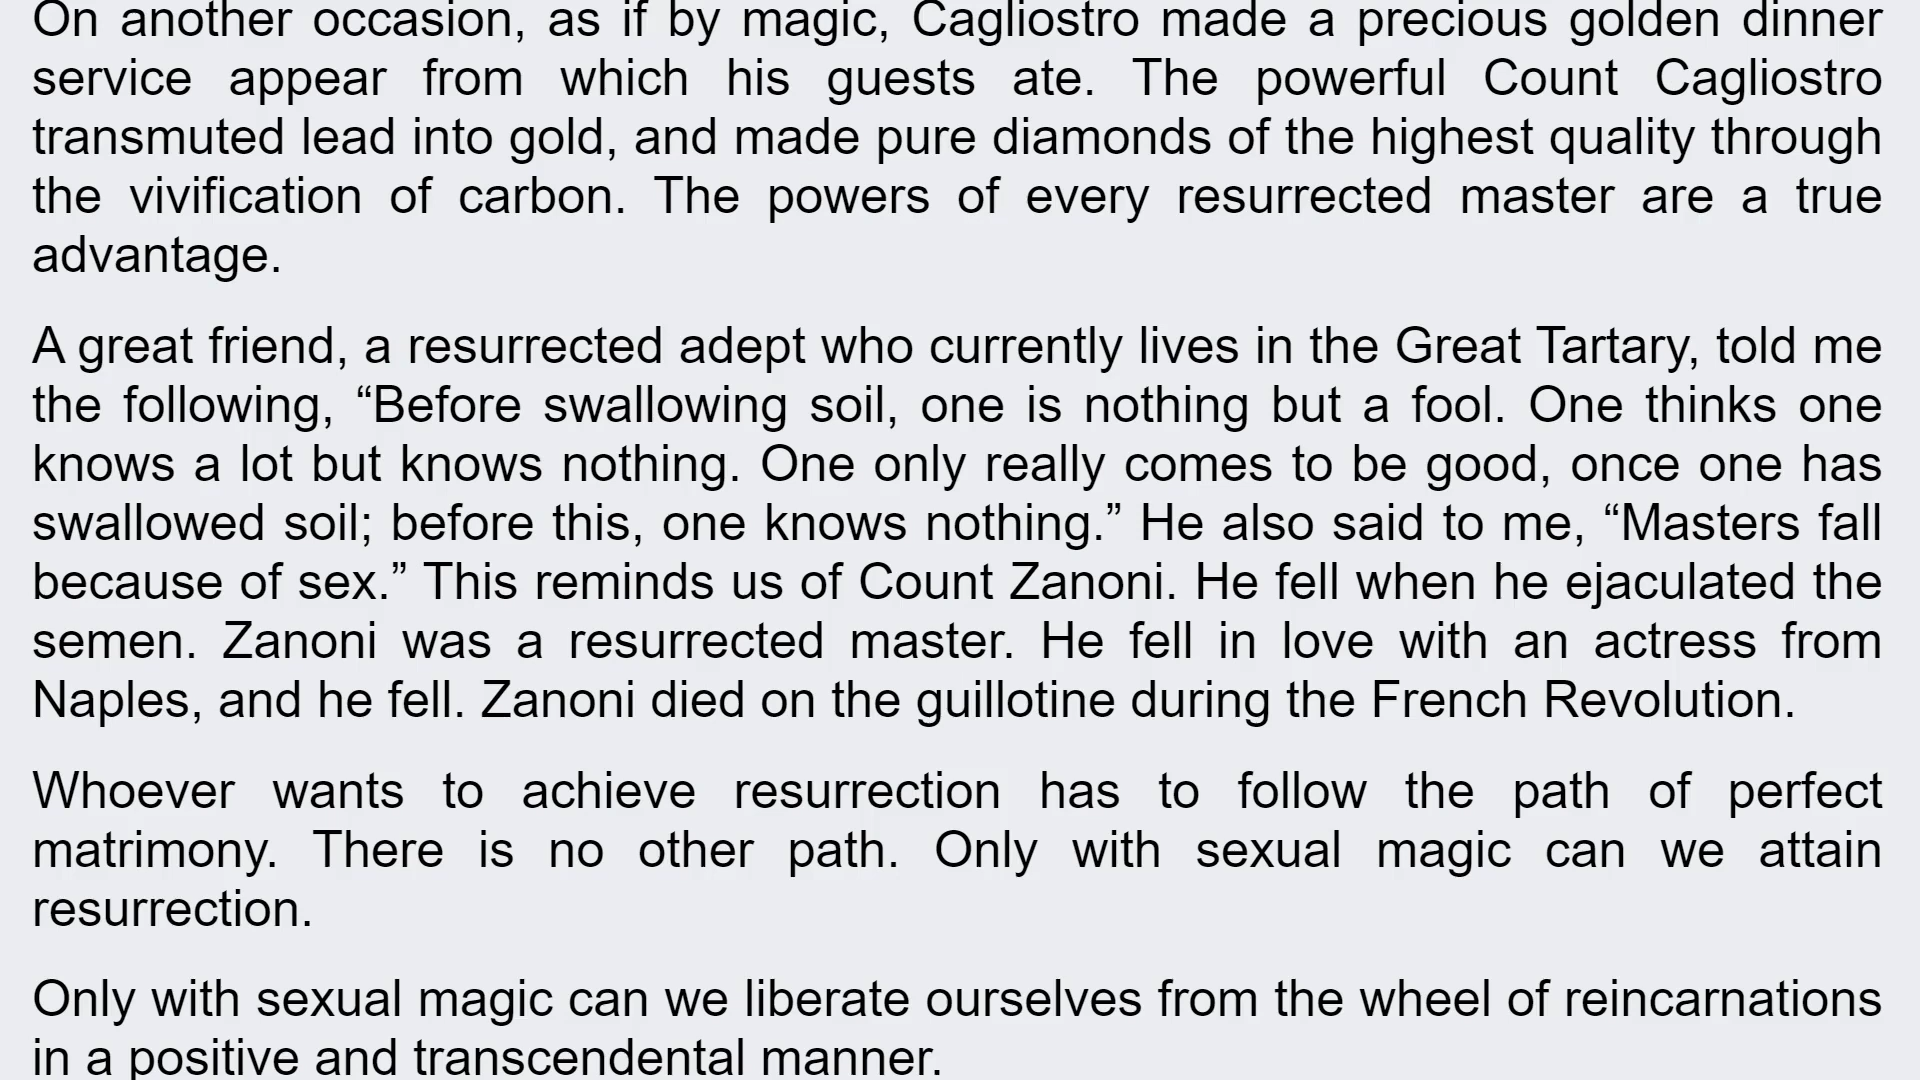 On another occasion, as if by magic, Cagliostro made a precious golden dinner
service appear from which his guests ate. The powerful Count Cagliostro
transmuted lead into gold, and made pure diamonds of the highest quality through
the vivification of carbon. The powers of every resurrected master are a true
advantage.
A great friend, a resurrected adept who currently lives in the Great Tartary, told me
the following, “Before swallowing soil, one is nothing but a fool. One thinks one
knows a lot but knows nothing. One only really comes to be good, once one has
swallowed soil; before this, one knows nothing.” He also said to me, “Masters fall
because of sex.” This reminds us of Count Zanoni. He fell when he ejaculated the
semen. Zanoni was a resurrected master. He fell in love with an actress from
Naples, and he fell. Zanoni died on the guillotine during the French Revolution.
Whoever wants to achieve resurrection has to follow the path of perfect
matrimony. There is no other path. Only with sexual magic can we attain
resurrection.
Only with sexual magic can we liberate ourselves from the wheel of reincarnations
in a positive and transcendental manner.